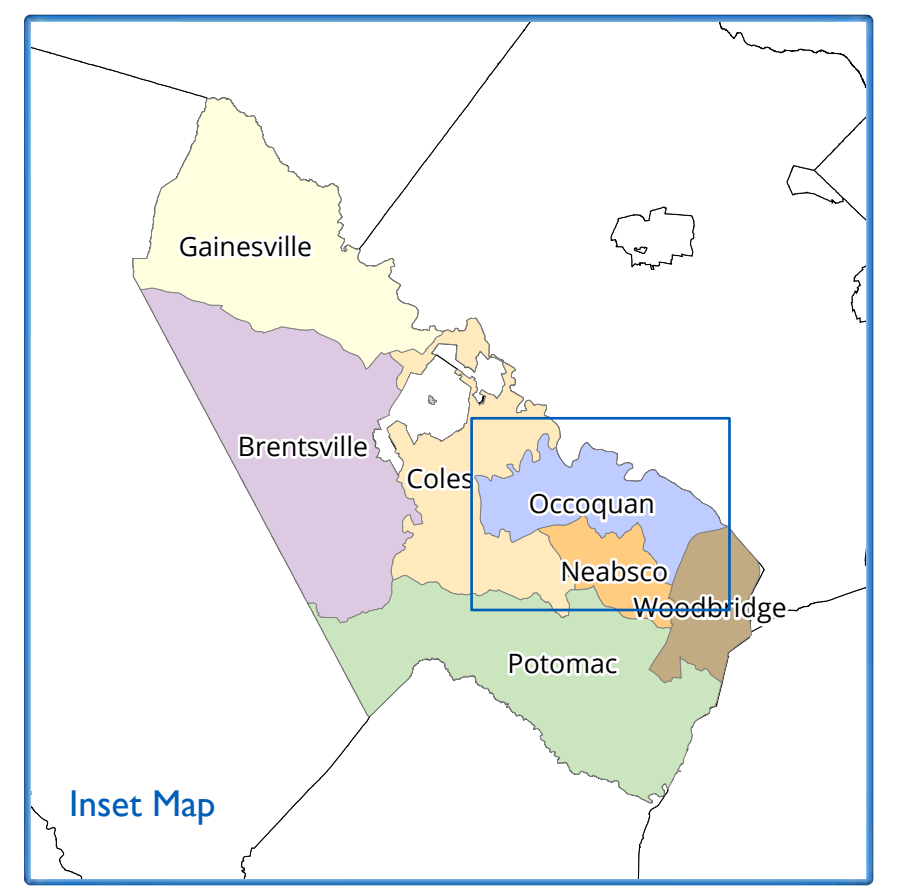 Gainesville
Brentsville
Coles
Occoquan
Neabsco
Woodbridge
Potomac
Inset Map